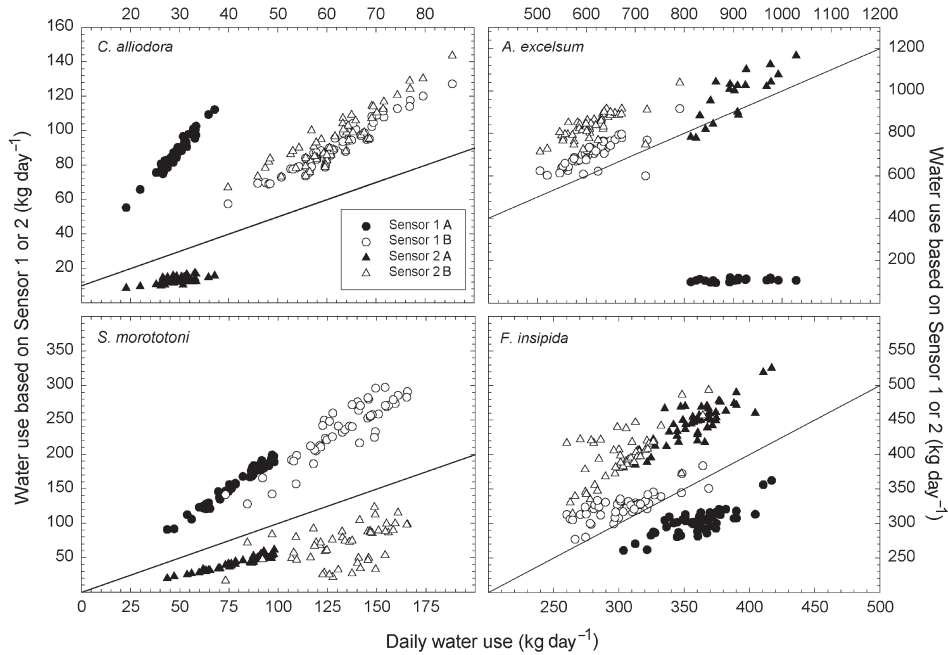 20 30 40 50 60 70 80
500 600 700 800 900 1000 1100 1200
C. alliodora
A. excelsum
160
140
120
100
80
60
40
20
1200
1000
800
600
400
200
Sensor 1 A
Sensor 1 B
Sensor 2 A
Sensor 2 B
S. morototoni
F. insipida
350
300
250
200
150
100
50
550
500
450
400
350
300
250
0 25 50 75 100 125 150 175
200 250 300 350 400 450 500
Water use based on Sensor 1 or 2 (kg day⁻¹)
Water use based on Sensor 1 or 2 (kg day⁻¹)
Daily water use (kg day⁻¹)